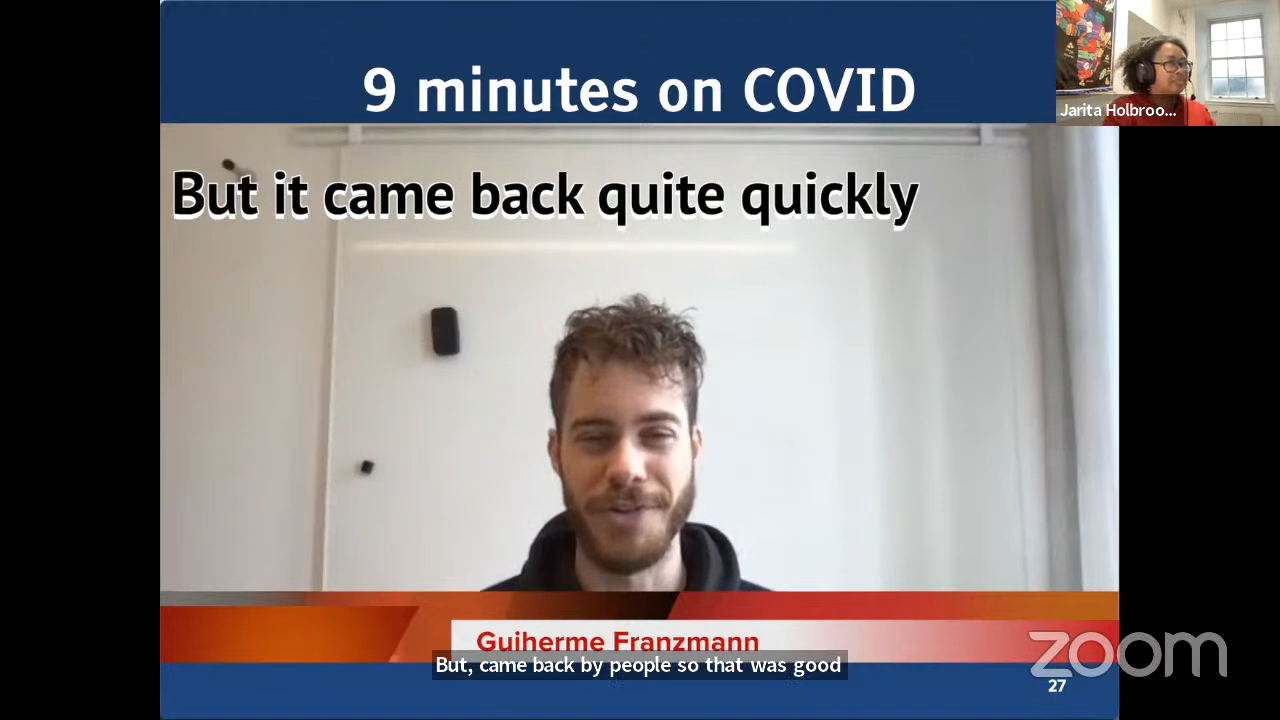 9 minutes on COVID
Jarita Holbroo...
But it came back quite quickly
Guiherme Franzmann
But, came back by people so that was good
zoom
27